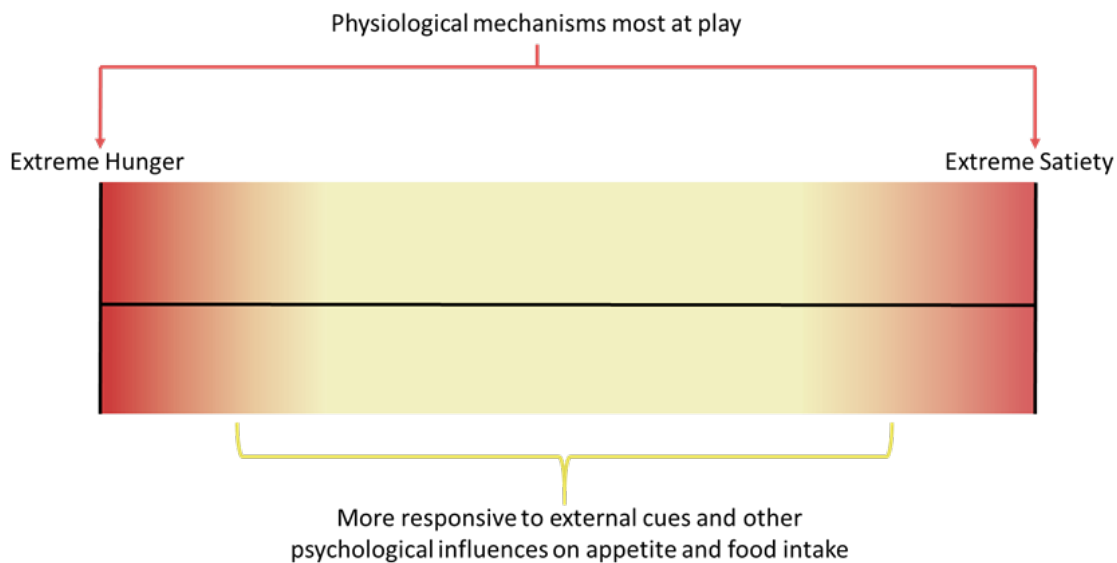 Physiological mechanisms most at play
Extreme Hunger
Extreme Satiety
More responsive to external cues and other
psychological influences on appetite and food intake